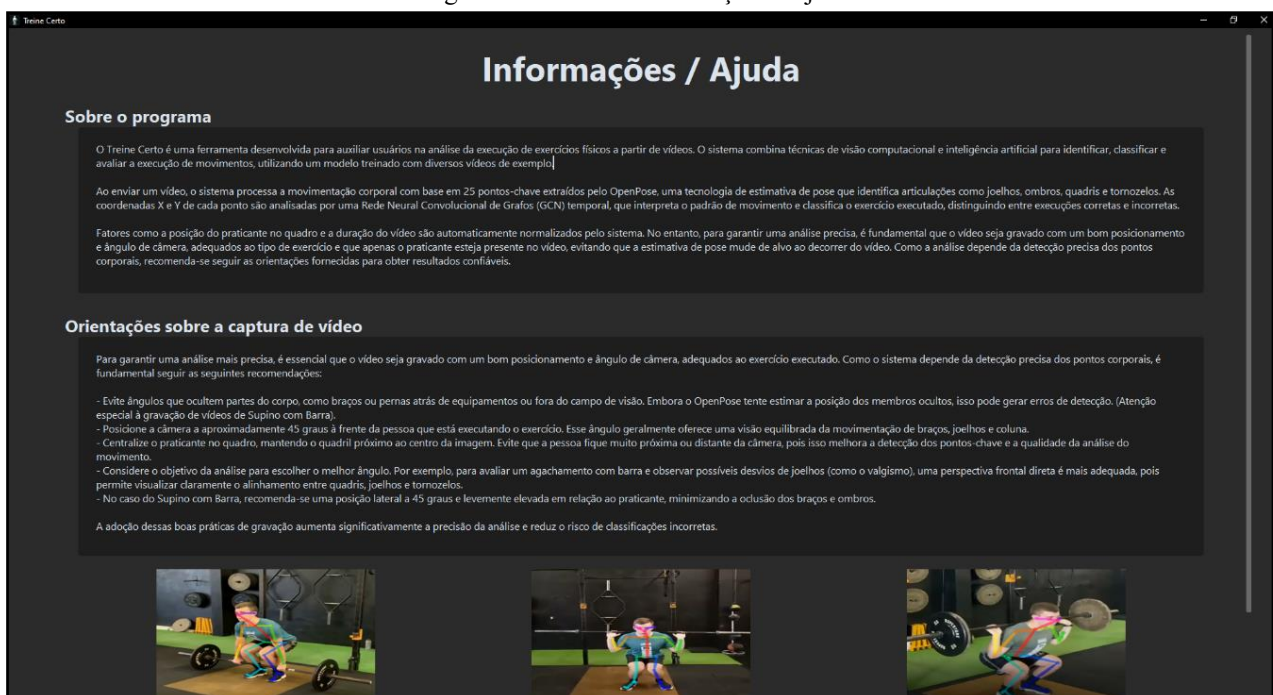 Treine Certo
Informações / Ajuda
Sobre o programa
O Treine Certo é uma ferramenta desenvolvida para auxiliar usuários na análise da execução de exercícios físicos a partir de vídeos. O sistema combina técnicas de visão computacional e inteligência artificial para identificar, classificar e
avaliar a execução de movimentos, utilizando um modelo treinado com diversos vídeos de exemplo.
Ao enviar um vídeo, o sistema processa a movimentação corporal com base em 25 pontos-chave extraídos pelo OpenPose, uma tecnologia de estimativa de pose que identifica articulações como joelhos, ombros, quadris e tornozelos. As
coordenadas X e Y de cada ponto são analisadas por uma Rede Neural Convolucional de Grafos (GCN) temporal, que interpreta o padrão de movimento e classifica o exercício executado, distinguindo entre execuções corretas e incorretas.
Fatores como a posição do praticante no quadro e a duração do vídeo são automaticamente normalizados pelo sistema. No entanto, para garantir uma análise precisa, é fundamental que o vídeo seja gravado com um bom posicionamento
e ângulo de câmera, adequados ao tipo de exercício e que apenas o praticante esteja presente no vídeo, evitando que a estimativa de pose mude de alvo ao decorrer do vídeo. Como a análise depende da detecção precisa dos pontos
corporais, recomenda-se seguir as orientações fornecidas para obter resultados confiáveis.
Orientações sobre a captura de vídeo
Para garantir uma análise mais precisa, é essencial que o vídeo seja gravado com um bom posicionamento e ângulo de câmera, adequados ao exercício executado. Como o sistema depende da detecção precisa dos pontos corporais, é
fundamental seguir as seguintes recomendações:
- Evite ângulos que ocultem partes do corpo, como braços ou pernas atrás de equipamentos ou fora do campo de visão. Embora o OpenPose tente estimar a posição dos membros ocultos, isso pode gerar erros de detecção. (Atenção
especial à gravação de vídeos de Supino com Barra).
- Posicione a câmera a aproximadamente 45 graus à frente da pessoa que está executando o exercício. Esse ângulo geralmente oferece uma visão equilibrada da movimentação de braços, joelhos e coluna.
- Centralize o praticante no quadro, mantendo o quadril próximo ao centro da imagem. Evite que a pessoa fique muito próxima ou distante da câmera, pois isso melhora a detecção dos pontos-chave e a qualidade da análise do
movimento.
- Considere o objetivo da análise para escolher o melhor ângulo. Por exemplo, para avaliar um agachamento com barra e observar possíveis desvios de joelhos (como o valgismo), uma perspectiva frontal direta é mais adequada, pois
permite visualizar claramente o alinhamento entre quadris, joelhos e tornozelos.
- No caso do Supino com Barra, recomenda-se uma posição lateral a 45 graus e levemente elevada em relação ao praticante, minimizando a oclusão dos braços e ombros.
A adoção dessas boas práticas de gravação aumenta significativamente a precisão da análise e reduz o risco de classificações incorretas.